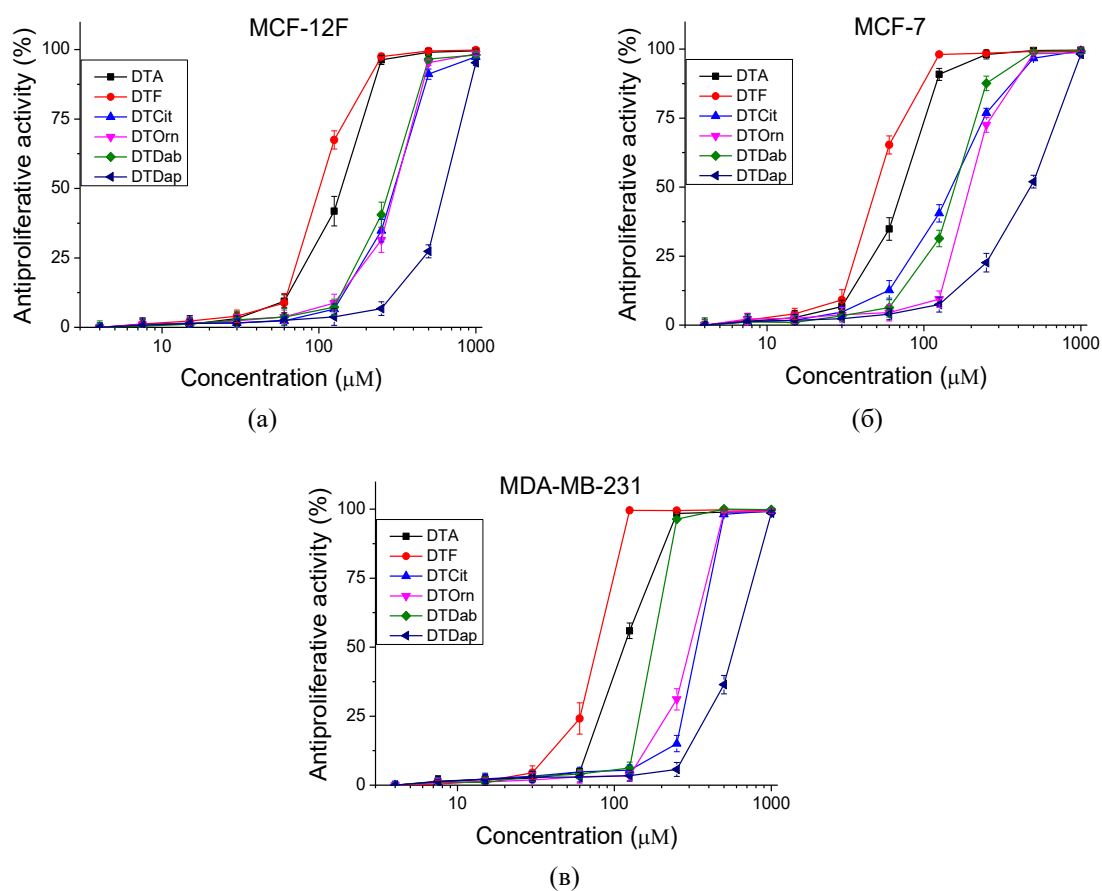 MCF-12F
Antiproliferative activity (%)
100
75
50
25
0
DTA
DTF
DTCit
DTOrn
DTDab
DTDap
10
100
1000
Concentration (μM)
(а)
MCF-7
Antiproliferative activity (%)
100
75
50
25
0
DTA
DTF
DTCit
DTOrn
DTDab
DTDap
10
100
1000
Concentration (μM)
(б)
MDA-MB-231
Antiproliferative activity (%)
100
75
50
25
0
DTA
DTF
DTCit
DTOrn
DTDab
DTDap
10
100
1000
Concentration (μM)
(в)